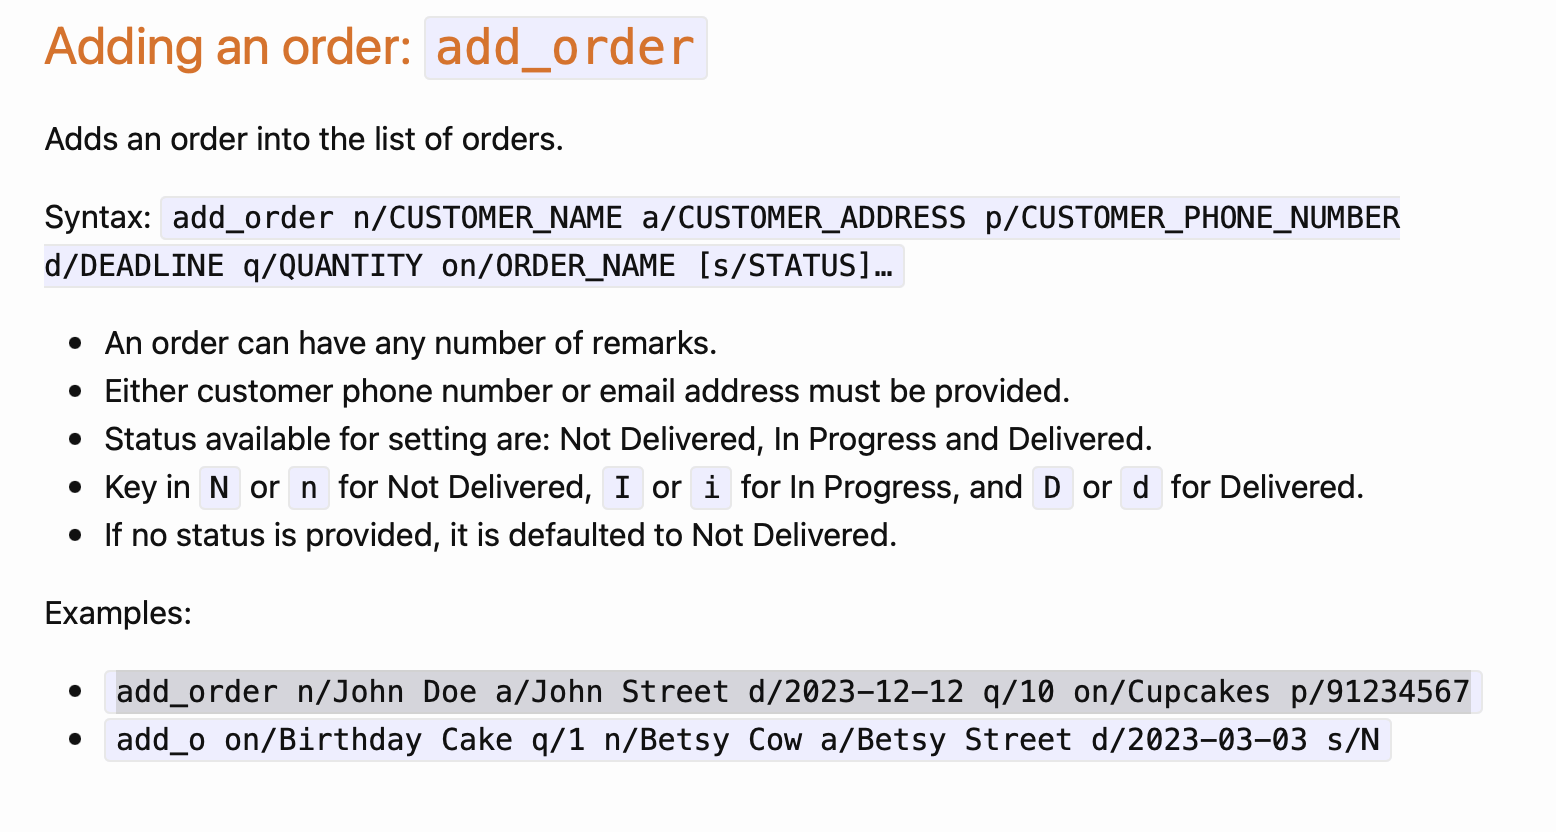 Adding an order: add_order
Adds an order into the list of orders.
Syntax: add_order n/CUSTOMER_NAME a/CUSTOMER_ADDRESS p/CUSTOMER_PHONE_NUMBER
d/DEADLINE q/QUANTITY on/ORDER_NAME [s/STATUS]…
• An order can have any number of remarks.
• Either customer phone number or email address must be provided.
• Status available for setting are: Not Delivered, In Progress and Delivered.
• Key in N or n for Not Delivered, I or i for In Progress, and D or d for Delivered.
• If no status is provided, it is defaulted to Not Delivered.
Examples:
• add_order n/John Doe a/John Street d/2023-12-12 q/10 on/Cupcakes p/91234567
• add_o on/Birthday Cake q/1 n/Betsy Cow a/Betsy Street d/2023-03-03 s/N